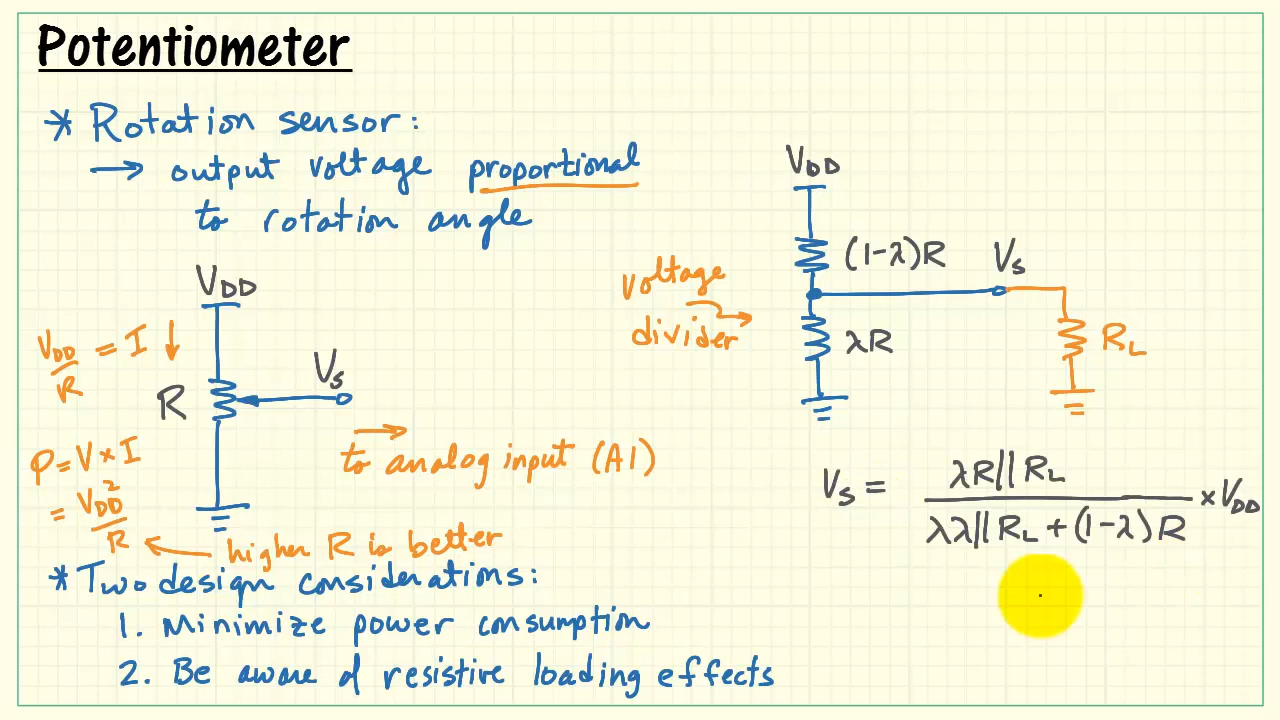 Potentiometer
* Rotation sensor:
→ output voltage proportional
to rotation angle
VDD
VDD/R = I ↓
R
Vs
to analog input (AI)
P = V × I
= VDD²/R
← higher R is better
* Two design considerations:
1. Minimize power consumption
2. Be aware of resistive loading effects
VDD
(1-λ)R
Vs
voltage
divider
λR
RL
Vs = λR||RL / λλ||RL + (1-λ)R × VDD